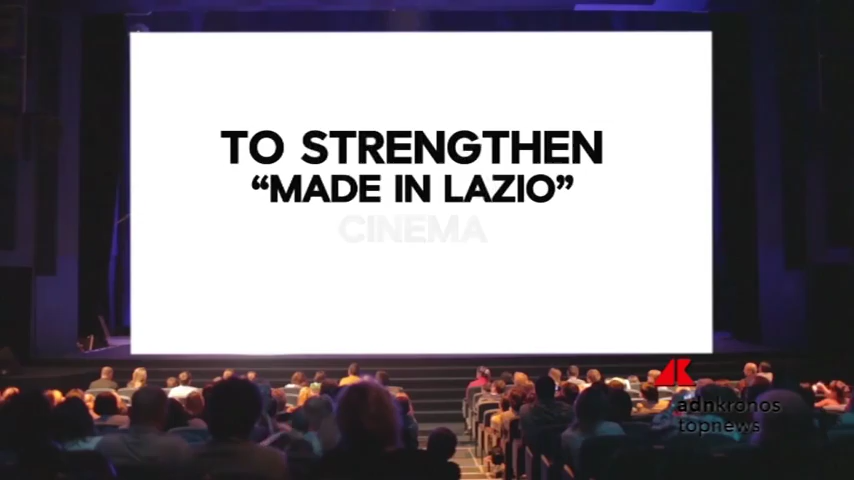 TO STRENGTHEN
“MADE IN LAZIO”
CINEMA
adnkronos
topnews